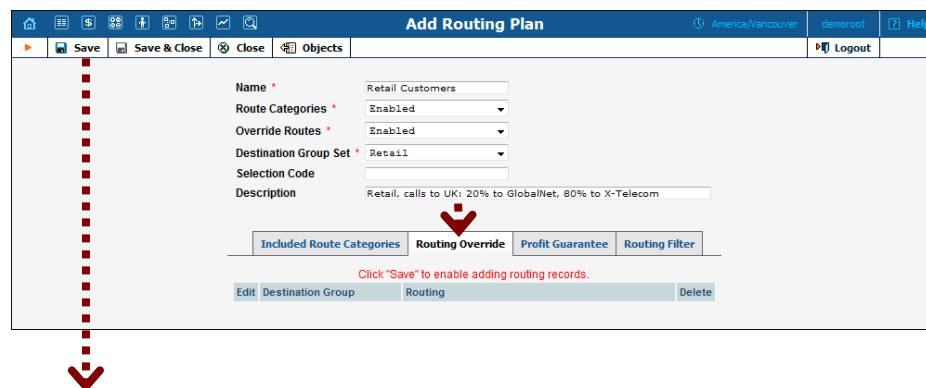 Add Routing Plan America/Vancouver demoroot ? Help
Save Save & Close Close Objects Logout
Name * Retail Customers
Route Categories * Enabled
Override Routes * Enabled
Destination Group Set * Retail
Selection Code
Description Retail, calls to UK: 20% to GlobalNet, 80% to X-Telecom
Included Route Categories Routing Override Profit Guarantee Routing Filter
Click "Save" to enable adding routing records.
Edit Destination Group Routing Delete